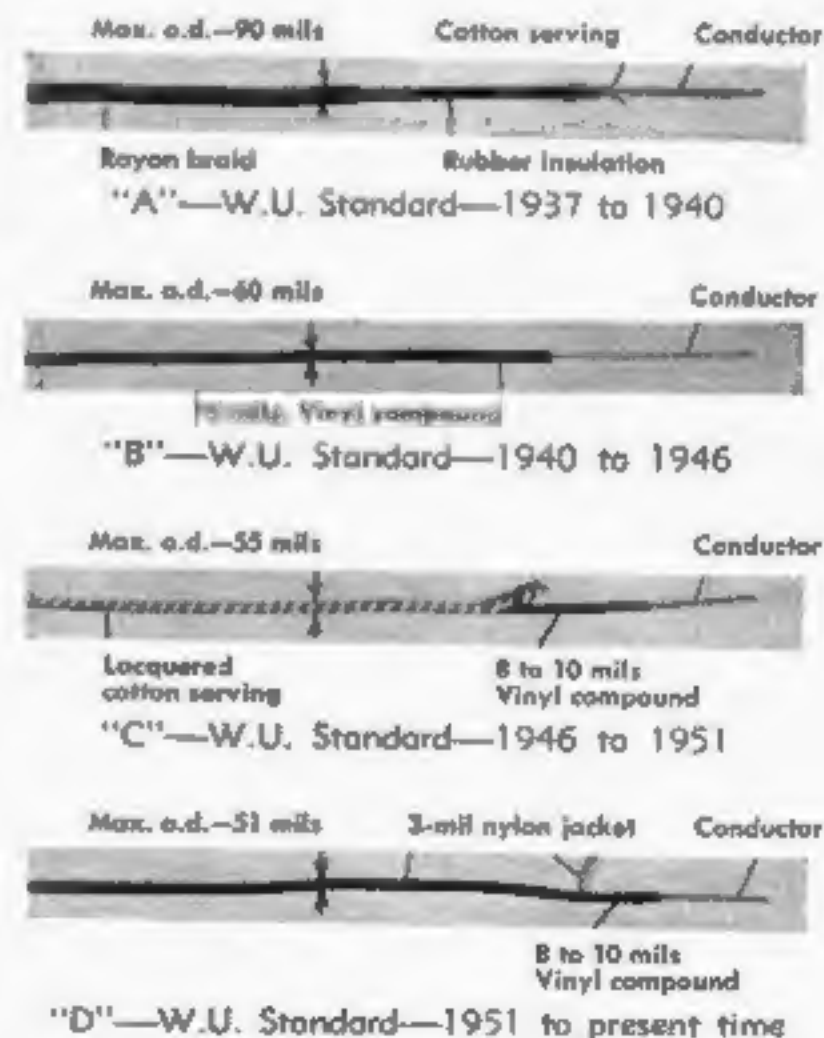 Max. o.d.—90 mils Cotton serving Conductor
Rayon braid Rubber insulation
"A"—W.U. Standard—1937 to 1940
Max. o.d.—60 mils Conductor
mils Vinyl compound
"B"—W.U. Standard—1940 to 1946
Max. o.d.—55 mils Conductor
Lacquered
cotton serving
8 to 10 mils
Vinyl compound
"C"—W.U. Standard—1946 to 1951
Max. o.d.—51 mils 3-mil nylon jacket Conductor
8 to 10 mils
Vinyl compound
"D"—W.U. Standard—1951 to present time